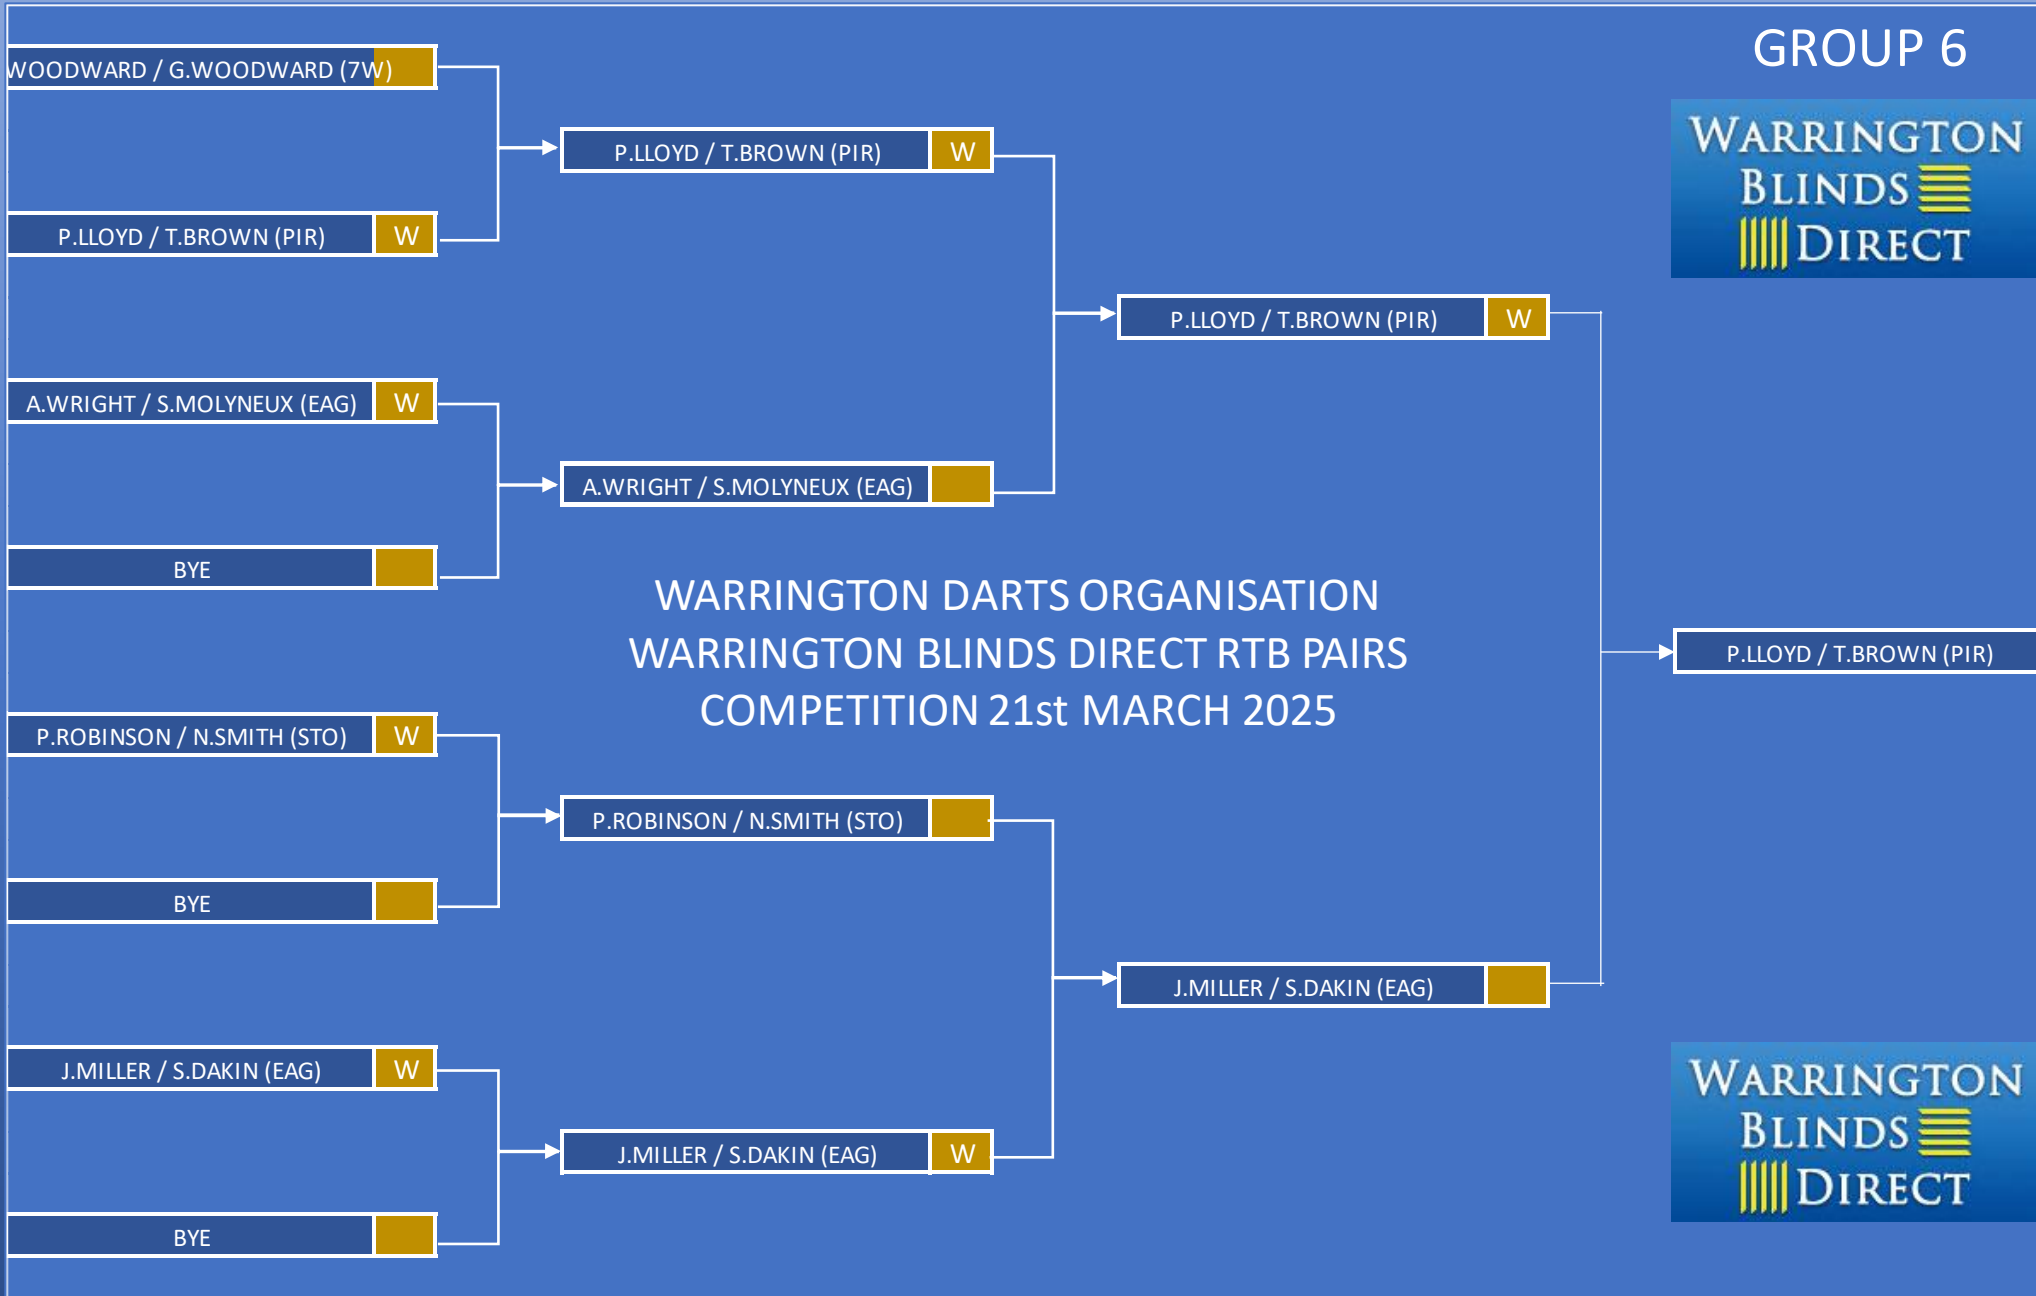 GROUP 6
WOODWARD / G.WOODWARD (7W)
P.LLOYD / T.BROWN (PIR) W
P.LLOYD / T.BROWN (PIR) W
A.WRIGHT / S.MOLYNEUX (EAG) W
A.WRIGHT / S.MOLYNEUX (EAG)
BYE
P.LLOYD / T.BROWN (PIR) W
WARRINGTON DARTS ORGANISATION
WARRINGTON BLINDS DIRECT RTB PAIRS
COMPETITION 21st MARCH 2025
P.LLOYD / T.BROWN (PIR)
P.ROBINSON / N.SMITH (STO) W
P.ROBINSON / N.SMITH (STO)
BYE
J.MILLER / S.DAKIN (EAG)
J.MILLER / S.DAKIN (EAG) W
J.MILLER / S.DAKIN (EAG) W
BYE
WARRINGTON
BLINDS
DIRECT
WARRINGTON
BLINDS
DIRECT